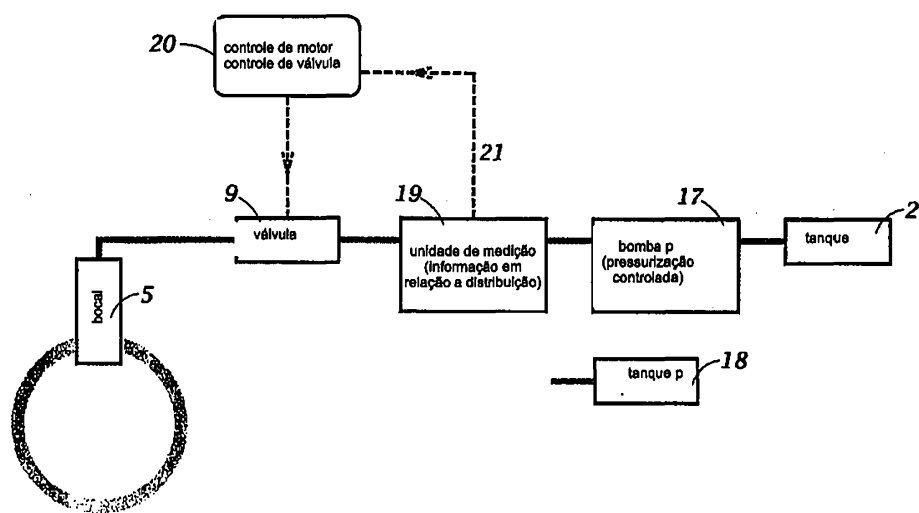 20
controle de motor
controle de válvula
21
9
válvula
19
unidade de medição
(informação em
relação a distribuição)
17
bomba p
(pressurização
controlada)
tanque
2
bocal
5
tanque p
18